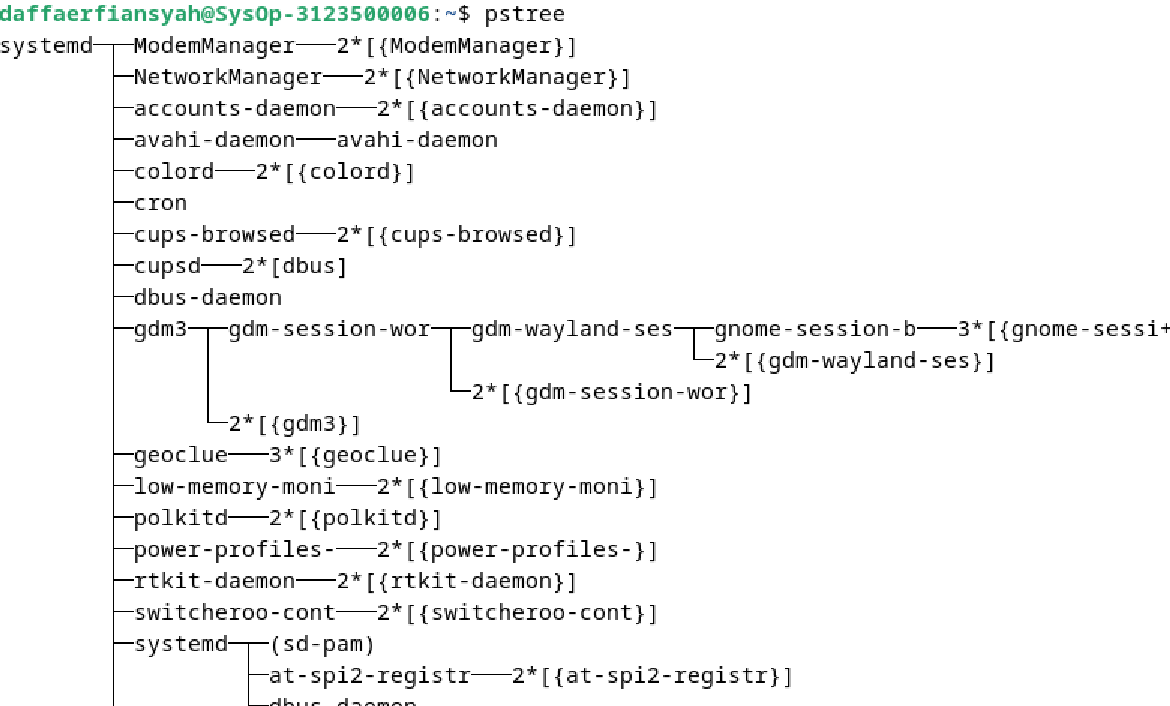 daffaerfiansyah@SysOp-3123500006:~$ pstree
systemd─┬─ModemManager───2*[{ModemManager}]
├─NetworkManager───2*[{NetworkManager}]
├─accounts-daemon───2*[{accounts-daemon}]
├─avahi-daemon───avahi-daemon
├─colord───2*[{colord}]
├─cron
├─cups-browsed───2*[{cups-browsed}]
├─cupsd───2*[dbus]
├─dbus-daemon
├─gdm3─┬─gdm-session-wor─┬─gdm-wayland-ses─┬─gnome-session-b───3*[{gnome-sessi+
└─2*[{gdm-wayland-ses}]
└─2*[{gdm-session-wor}]
└─2*[{gdm3}]
├─geoclue───3*[{geoclue}]
├─low-memory-moni───2*[{low-memory-moni}]
├─polkitd───2*[{polkitd}]
├─power-profiles-───2*[{power-profiles-}]
├─rtkit-daemon───2*[{rtkit-daemon}]
├─switcheroo-cont───2*[{switcheroo-cont}]
├─systemd─┬─(sd-pam)
├─at-spi2-registr───2*[{at-spi2-registr}]
├─dbus-daemon